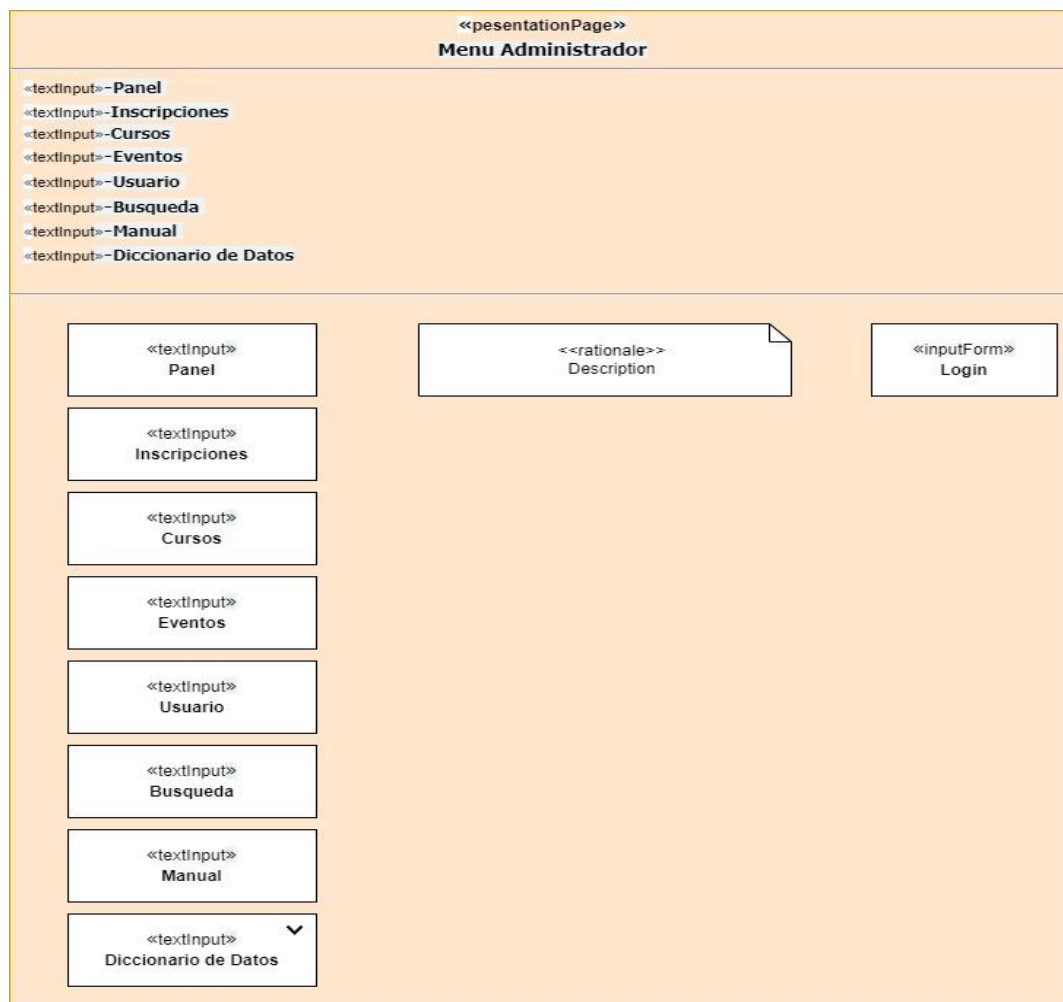 «pesentationPage»
Menu Administrador
«textInput»-Panel
«textInput»-Inscripciones
«textInput»-Cursos
«textInput»-Eventos
«textInput»-Usuario
«textInput»-Busqueda
«textInput»-Manual
«textInput»-Diccionario de Datos
«textInput»
Panel
<<rationale>>
Description
«inputForm»
Login
«textInput»
Inscripciones
«textInput»
Cursos
«textInput»
Eventos
«textInput»
Usuario
«textInput»
Busqueda
«textInput»
Manual
«textInput»
Diccionario de Datos